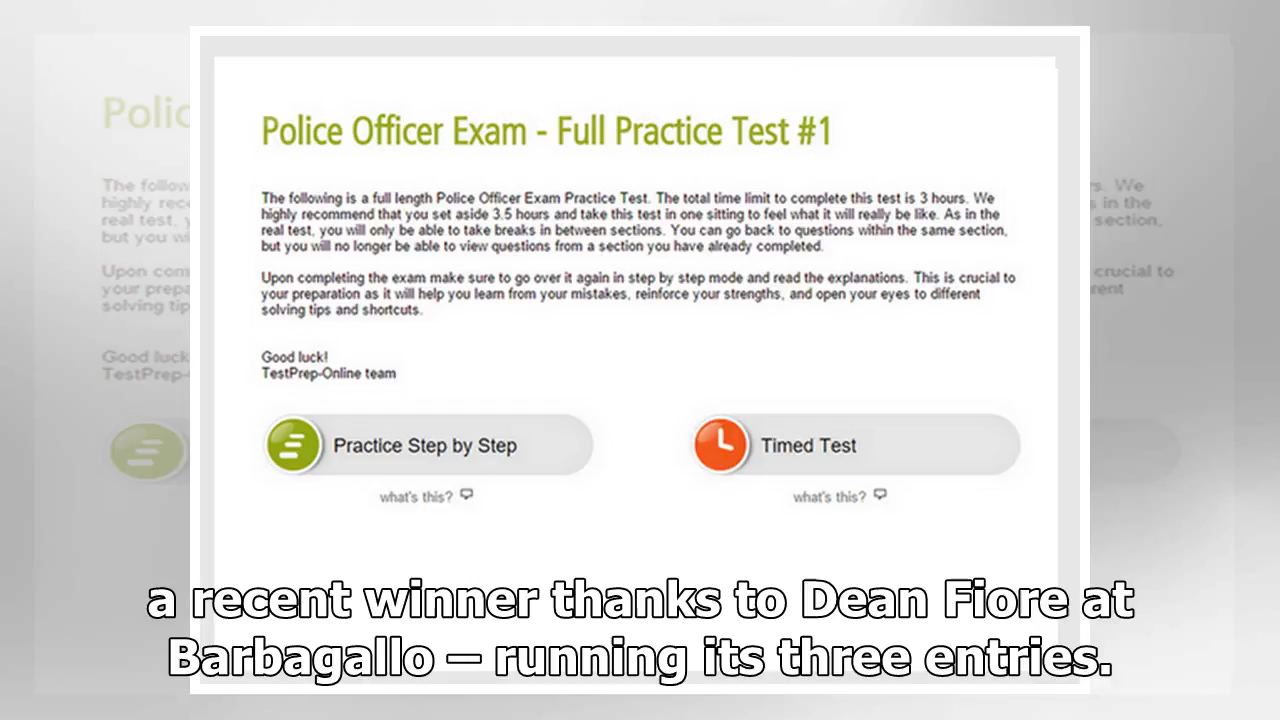 Police Officer Exam - Full Practice Test #1
The following is a full length Police Officer Exam Practice Test. The total time limit to complete this test is 3 hours. We
highly recommend that you set aside 3.5 hours and take this test in one sitting to feel what it will really be like. As in the
real test, you will only be able to take breaks in between sections. You can go back to questions within the same section,
but you will no longer be able to view questions from a section you have already completed.
Upon completing the exam make sure to go over it again in step by step mode and read the explanations. This is crucial to
your preparation as it will help you learn from your mistakes, reinforce your strengths, and open your eyes to different
solving tips and shortcuts.
Good luck!
TestPrep-Online team
Practice Step by Step
Timed Test
what's this?
what's this?
a recent winner thanks to Dean Fiore at
Barbagallo – running its three entries.